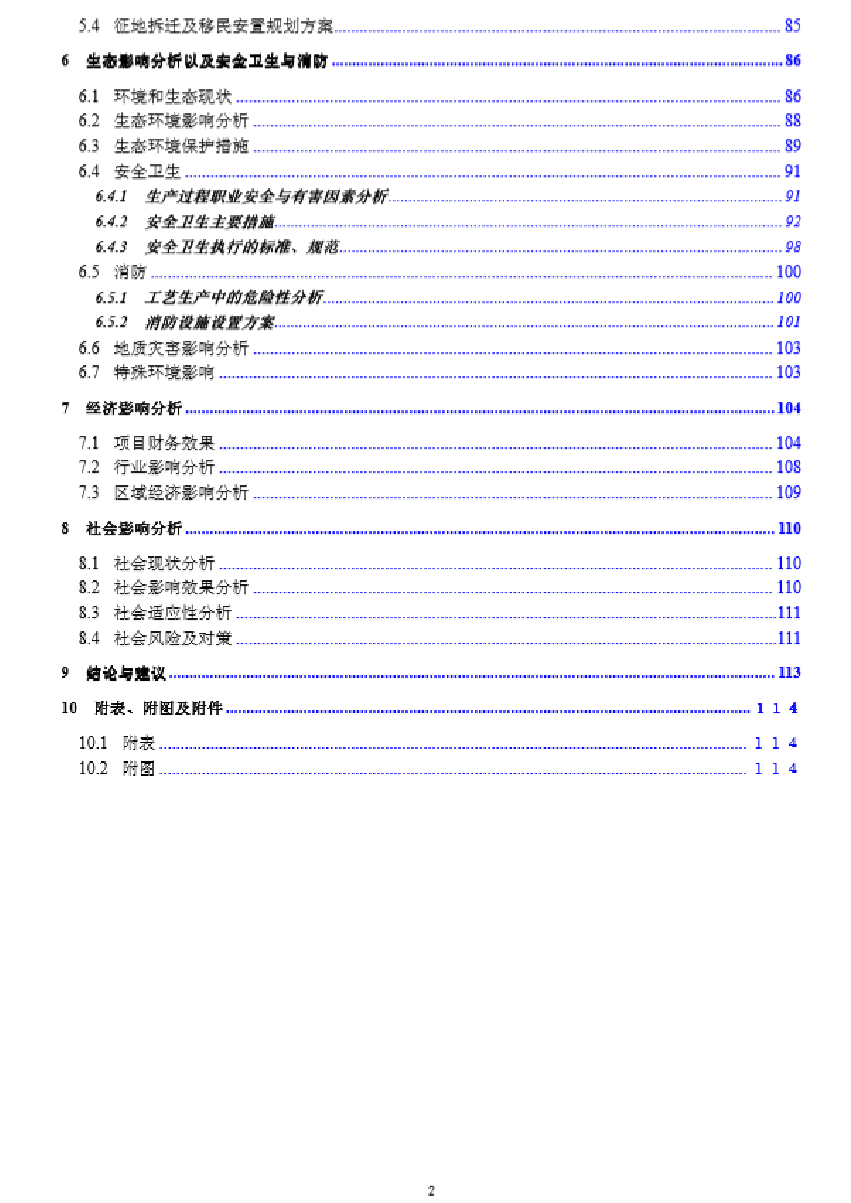 5.4 征地拆迁及移民安置规划方案 85
6 生态影响分析以及安全卫生与消防 86
6.1 环境和生态现状 86
6.2 生态环境影响分析 88
6.3 生态环境保护措施 89
6.4 安全卫生 91
6.4.1 生产过程职业安全与有害因素分析 91
6.4.2 安全卫生主要措施 92
6.4.3 安全卫生执行的标准、规范 98
6.5 消防 100
6.5.1 工艺生产中的危险性分析 100
6.5.2 消防设施设置方案 101
6.6 地质灾害影响分析 103
6.7 特殊环境影响 103
7 经济影响分析 104
7.1 项目财务效果 104
7.2 行业影响分析 108
7.3 区域经济影响分析 109
8 社会影响分析 110
8.1 社会现状分析 110
8.2 社会影响效果分析 110
8.3 社会适应性分析 111
8.4 社会风险及对策 111
9 结论与建议 113
10 附表、附图及附件 114
10.1 附表 114
10.2 附图 114
2